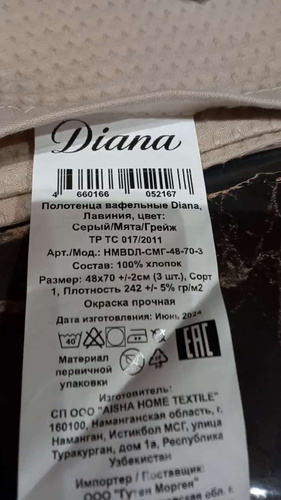 Diana
4 660166 052167
Полотенца вафельные Diana,
Лавиния, цвет:
Серый/Мята/Грейж
ТР ТС 017/2011
Арт./Мод.: HMBDЛ-СМГ-48-70-3
Состав: 100% хлопок
Размер: 48х70 +/-2см (3 шт.), Сорт
1, Плотность 242 +/- 5% гр/м2
Окраска прочная
Дата изготовления: Июнь 2024
40
Материал
первичной
упаковки
EAC
Изготовитель:
СП ООО "AISHA HOME TEXTILE"
160100, Наманганская область, г.
Наманган, Истикбол МСГ, улица
Туракурган, дом 1а, Республика
Узбекистан
Импортер / Поставщик:
ООО "Гутен Морген"